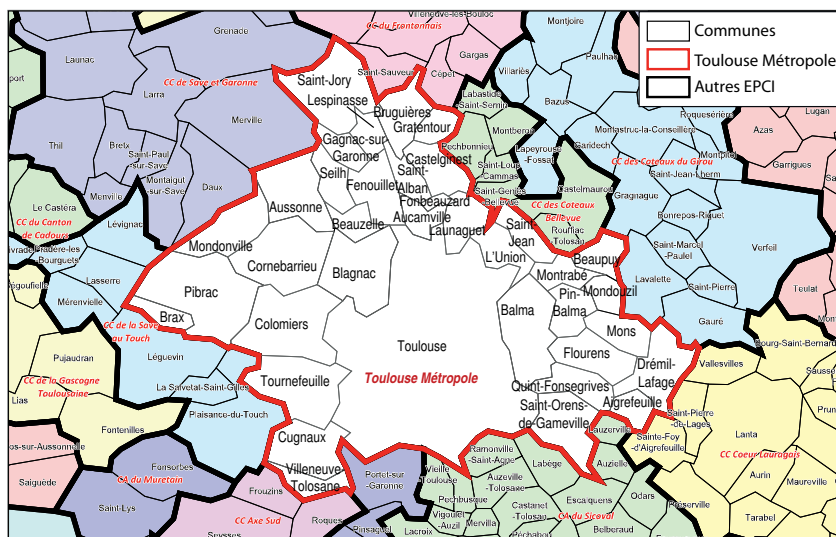 Communes
Toulouse Métropole
Autres EPCI
Villeneuve-les-Bouloc
Montjoire
Grenade
CC du Frontonnais
Launac
Gargas
Paulhac
Saint-Sauveur
Cépet
Villariès
CC de Save et Garonne
Saint-Jory
Lespinasse
Labastide
-Saint-Sernin
Bazus
Larra
Roquesérière
Lugan
Merville
Bruguières
Gratentour
Montberon
Montastruc-la-Conseillère
Azas
Thil
Bretx
Saint-Paul
-sur-Save
Gagnac-sur-
Garonne
Pechbonnieu
Lapeyrouse
-Fossat
Garidech
Montpitol
CC des Coteaux du Girou
Garrigues
Castelginest
Saint-Loup
Cammas
Saint-Jean-Lherm
Seilh
Fenouillet
Saint-
Alban
Montaigut
-sur-Save
Daux
Menville
Saint-Geniès
Bellevue
Castelmaurou
Gragnague
Le Castéra
Aussonne
Fonbeauzard
CC des Coteaux
Bellevue
Bonrepos-Riquet
CC du Canton
de Cadours
Lévignac
Beauzelle
Aucamville
Launaguet
Saint-
Jean
Rouffiac
-Tolosan
Verfeil
Mondonville
L'Union
Beaupuy
Saint-Marcel
-Paulel
-Bourguets
Cornebarrieu
Blagnac
Montrabé
Lasserre
Mondouzil
Lavalette
Saint-Pierre
Teulat
Pibrac
Pin-
Balma
Mérenvielle
Balma
Brax
Gauré
CC de la Save
au Touch
Colomiers
Mons
Bourg-Saint-Bernard
Toulouse
Pujaudran
Léguevin
Flourens
Vallesvilles
Drémil-
Lafage
CC de la Gascogne
Toulousaine
La Salvetat-Saint-Gilles
Tournefeuille
Toulouse Métropole
Quint-Fonsegrives
Lias
Plaisance-du-Touch
Saint-Orens
-de-Gameville
Aigrefeuille
Saint-Pierre
-de-Lages
Fontenilles
Cugnaux
Lauzerville
Sainte-Foy
-d'Aigrefeuille
Lanta
CC Coeur Lauragais
Ramonville
-Saint-Agne
Labège
Auzielle
Saiguède
Fonsorbes
CA du Muretain
Villeneuve-
Tolosane
Portet-sur
-Garonne
Vieille
Toulouse
Auzeville
-Tolosane
Aurin
Maureville
Pechbusque
Escalquens
Odars
Préserville
Frouzins
Vigoulet
-Auzil
Castanet
-Tolosan
Saint-Lys
CC Axe Sud
Roques
Mervilla
CA du Sicoval
Tarabel
Seysses
Pinsaguel
Lacroix
Péchabou
Belberaud